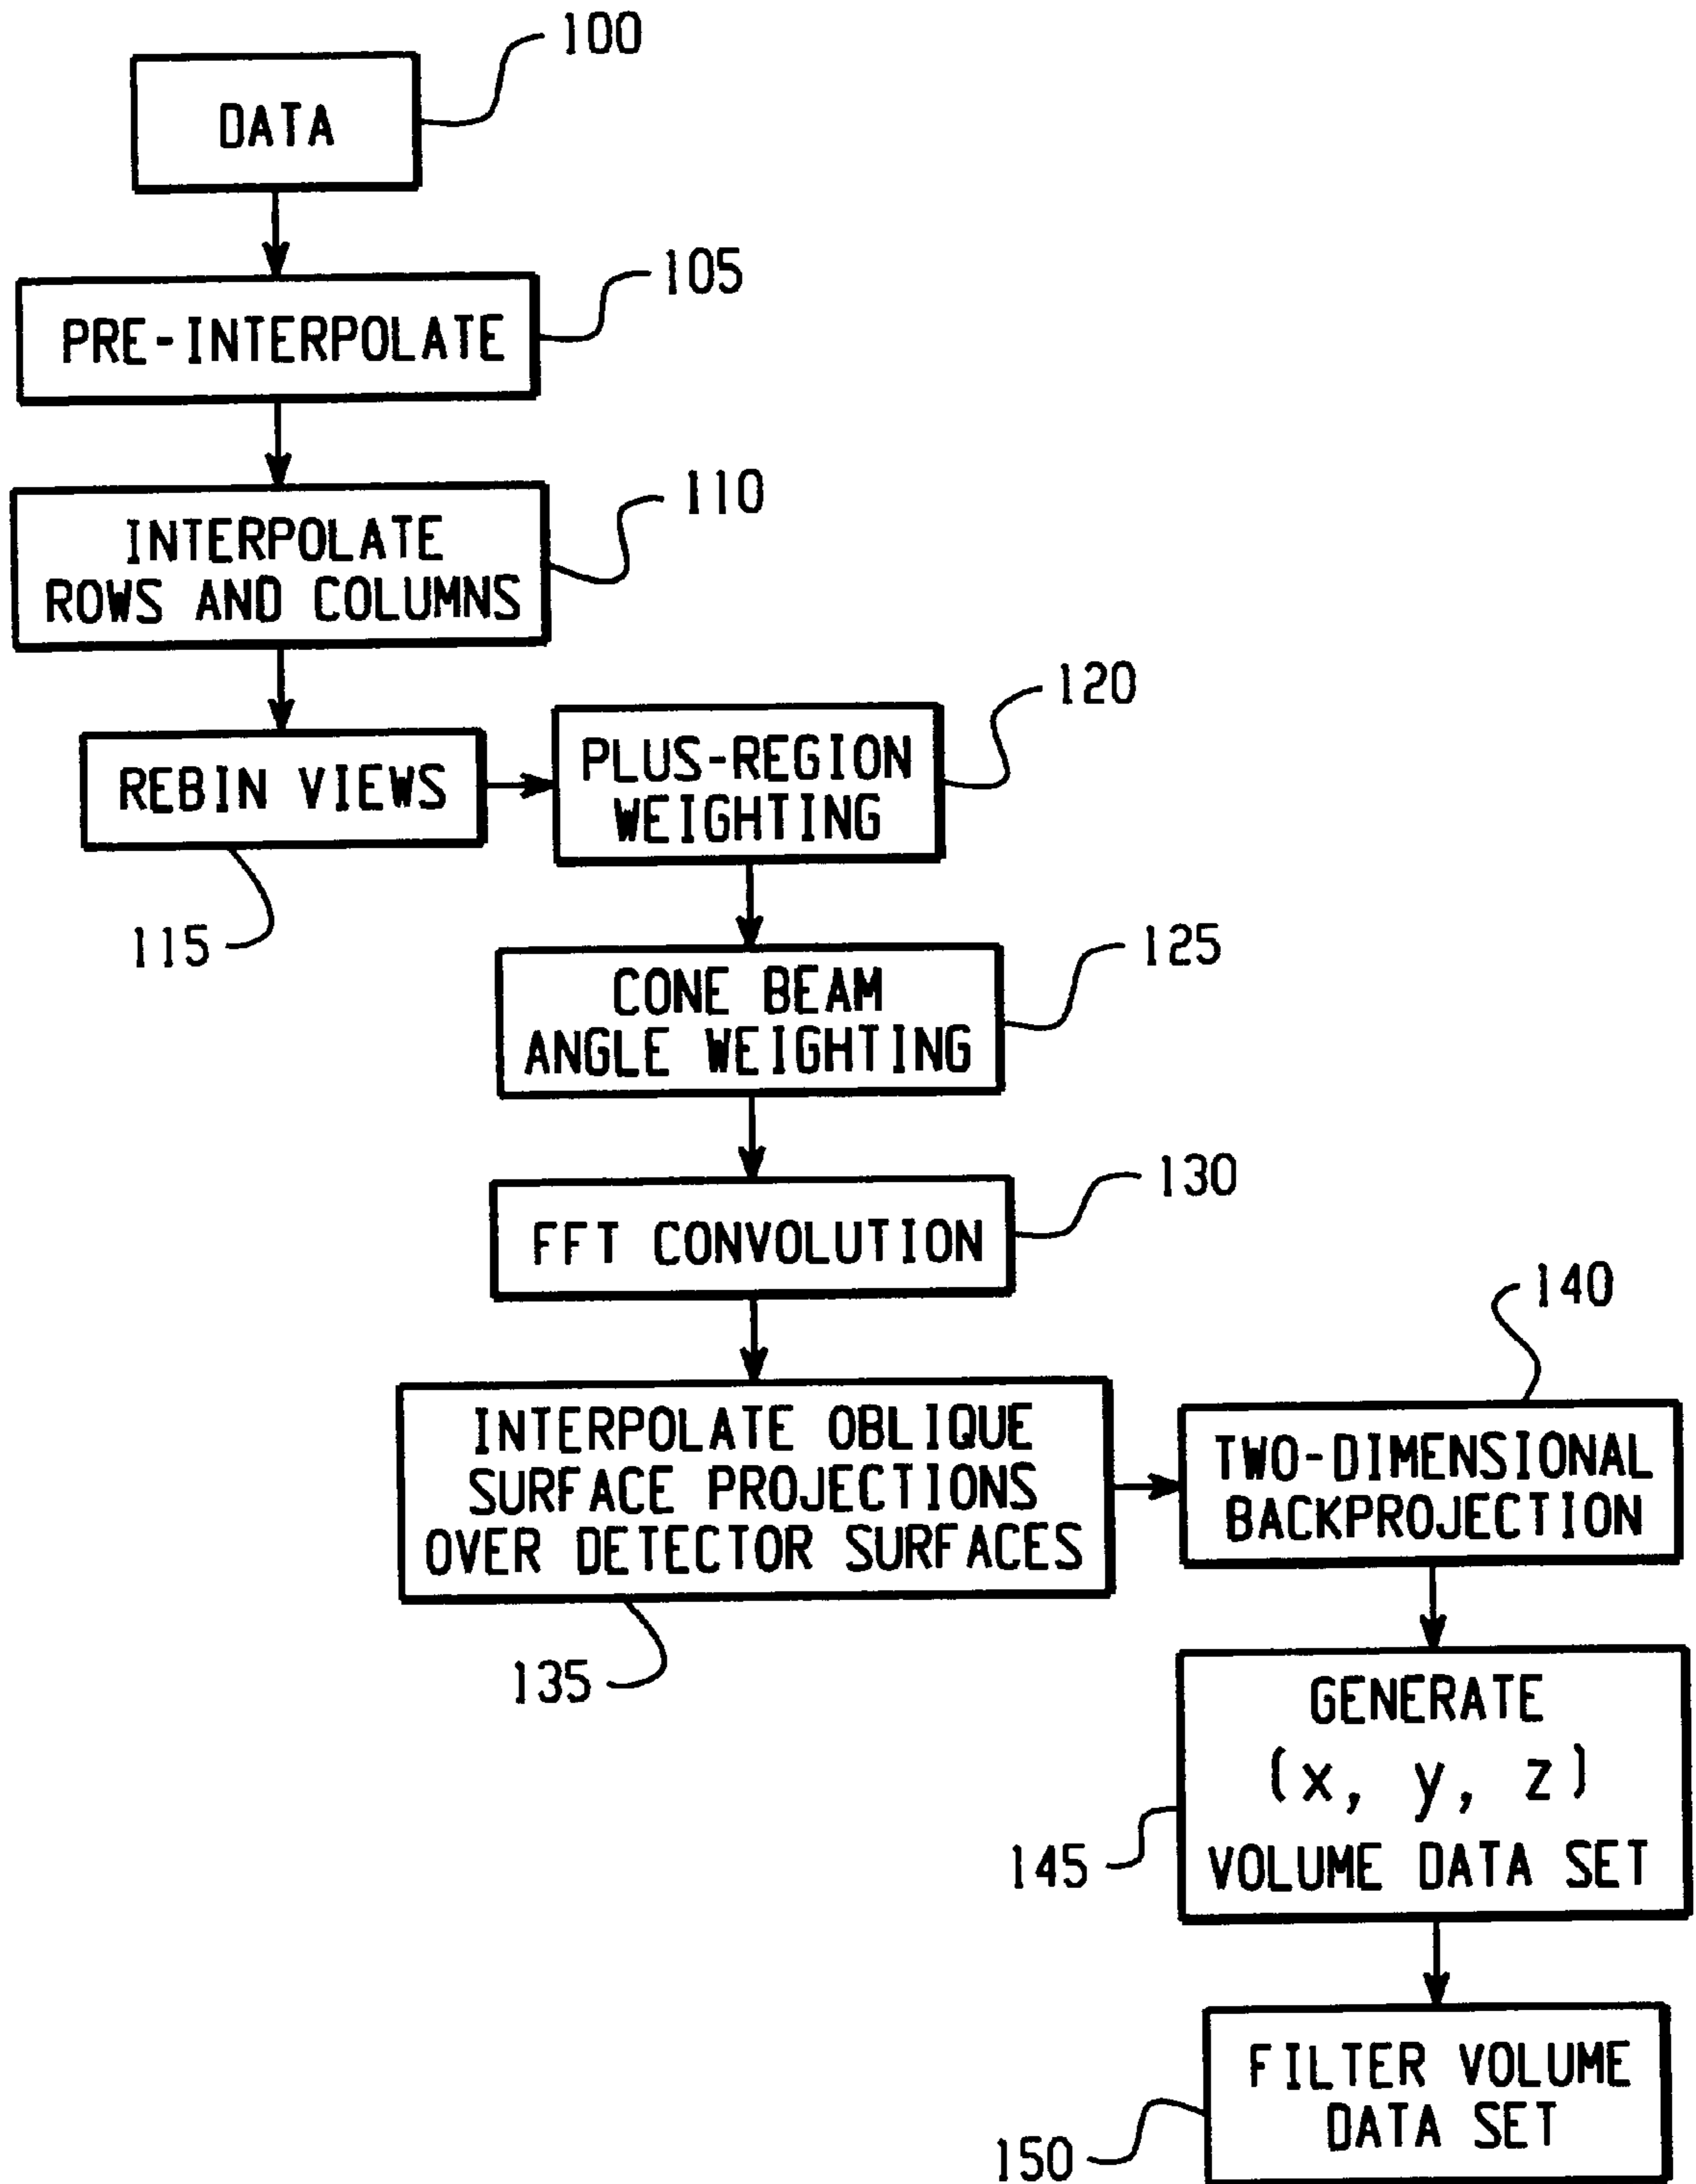 100
DATA
105
PRE-INTERPOLATE
110
INTERPOLATE
ROWS AND COLUMNS
120
REBIN VIEWS
PLUS-REGION
WEIGHTING
115
125
CONE BEAM
ANGLE WEIGHTING
130
FFT CONVOLUTION
140
INTERPOLATE OBLIQUE
SURFACE PROJECTIONS
OVER DETECTOR SURFACES
TWO-DIMENSIONAL
BACKPROJECTION
135
GENERATE
(x, y, z)
VOLUME DATA SET
145
FILTER VOLUME
DATA SET
150